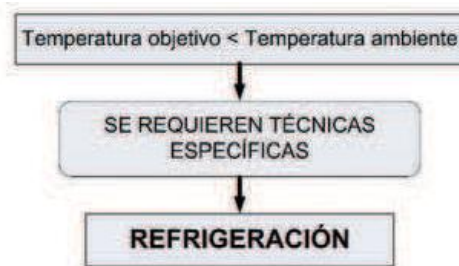 Temperatura objetivo < Temperatura ambiente
SE REQUIEREN TÉCNICAS
ESPECÍFICAS
REFRIGERACIÓN